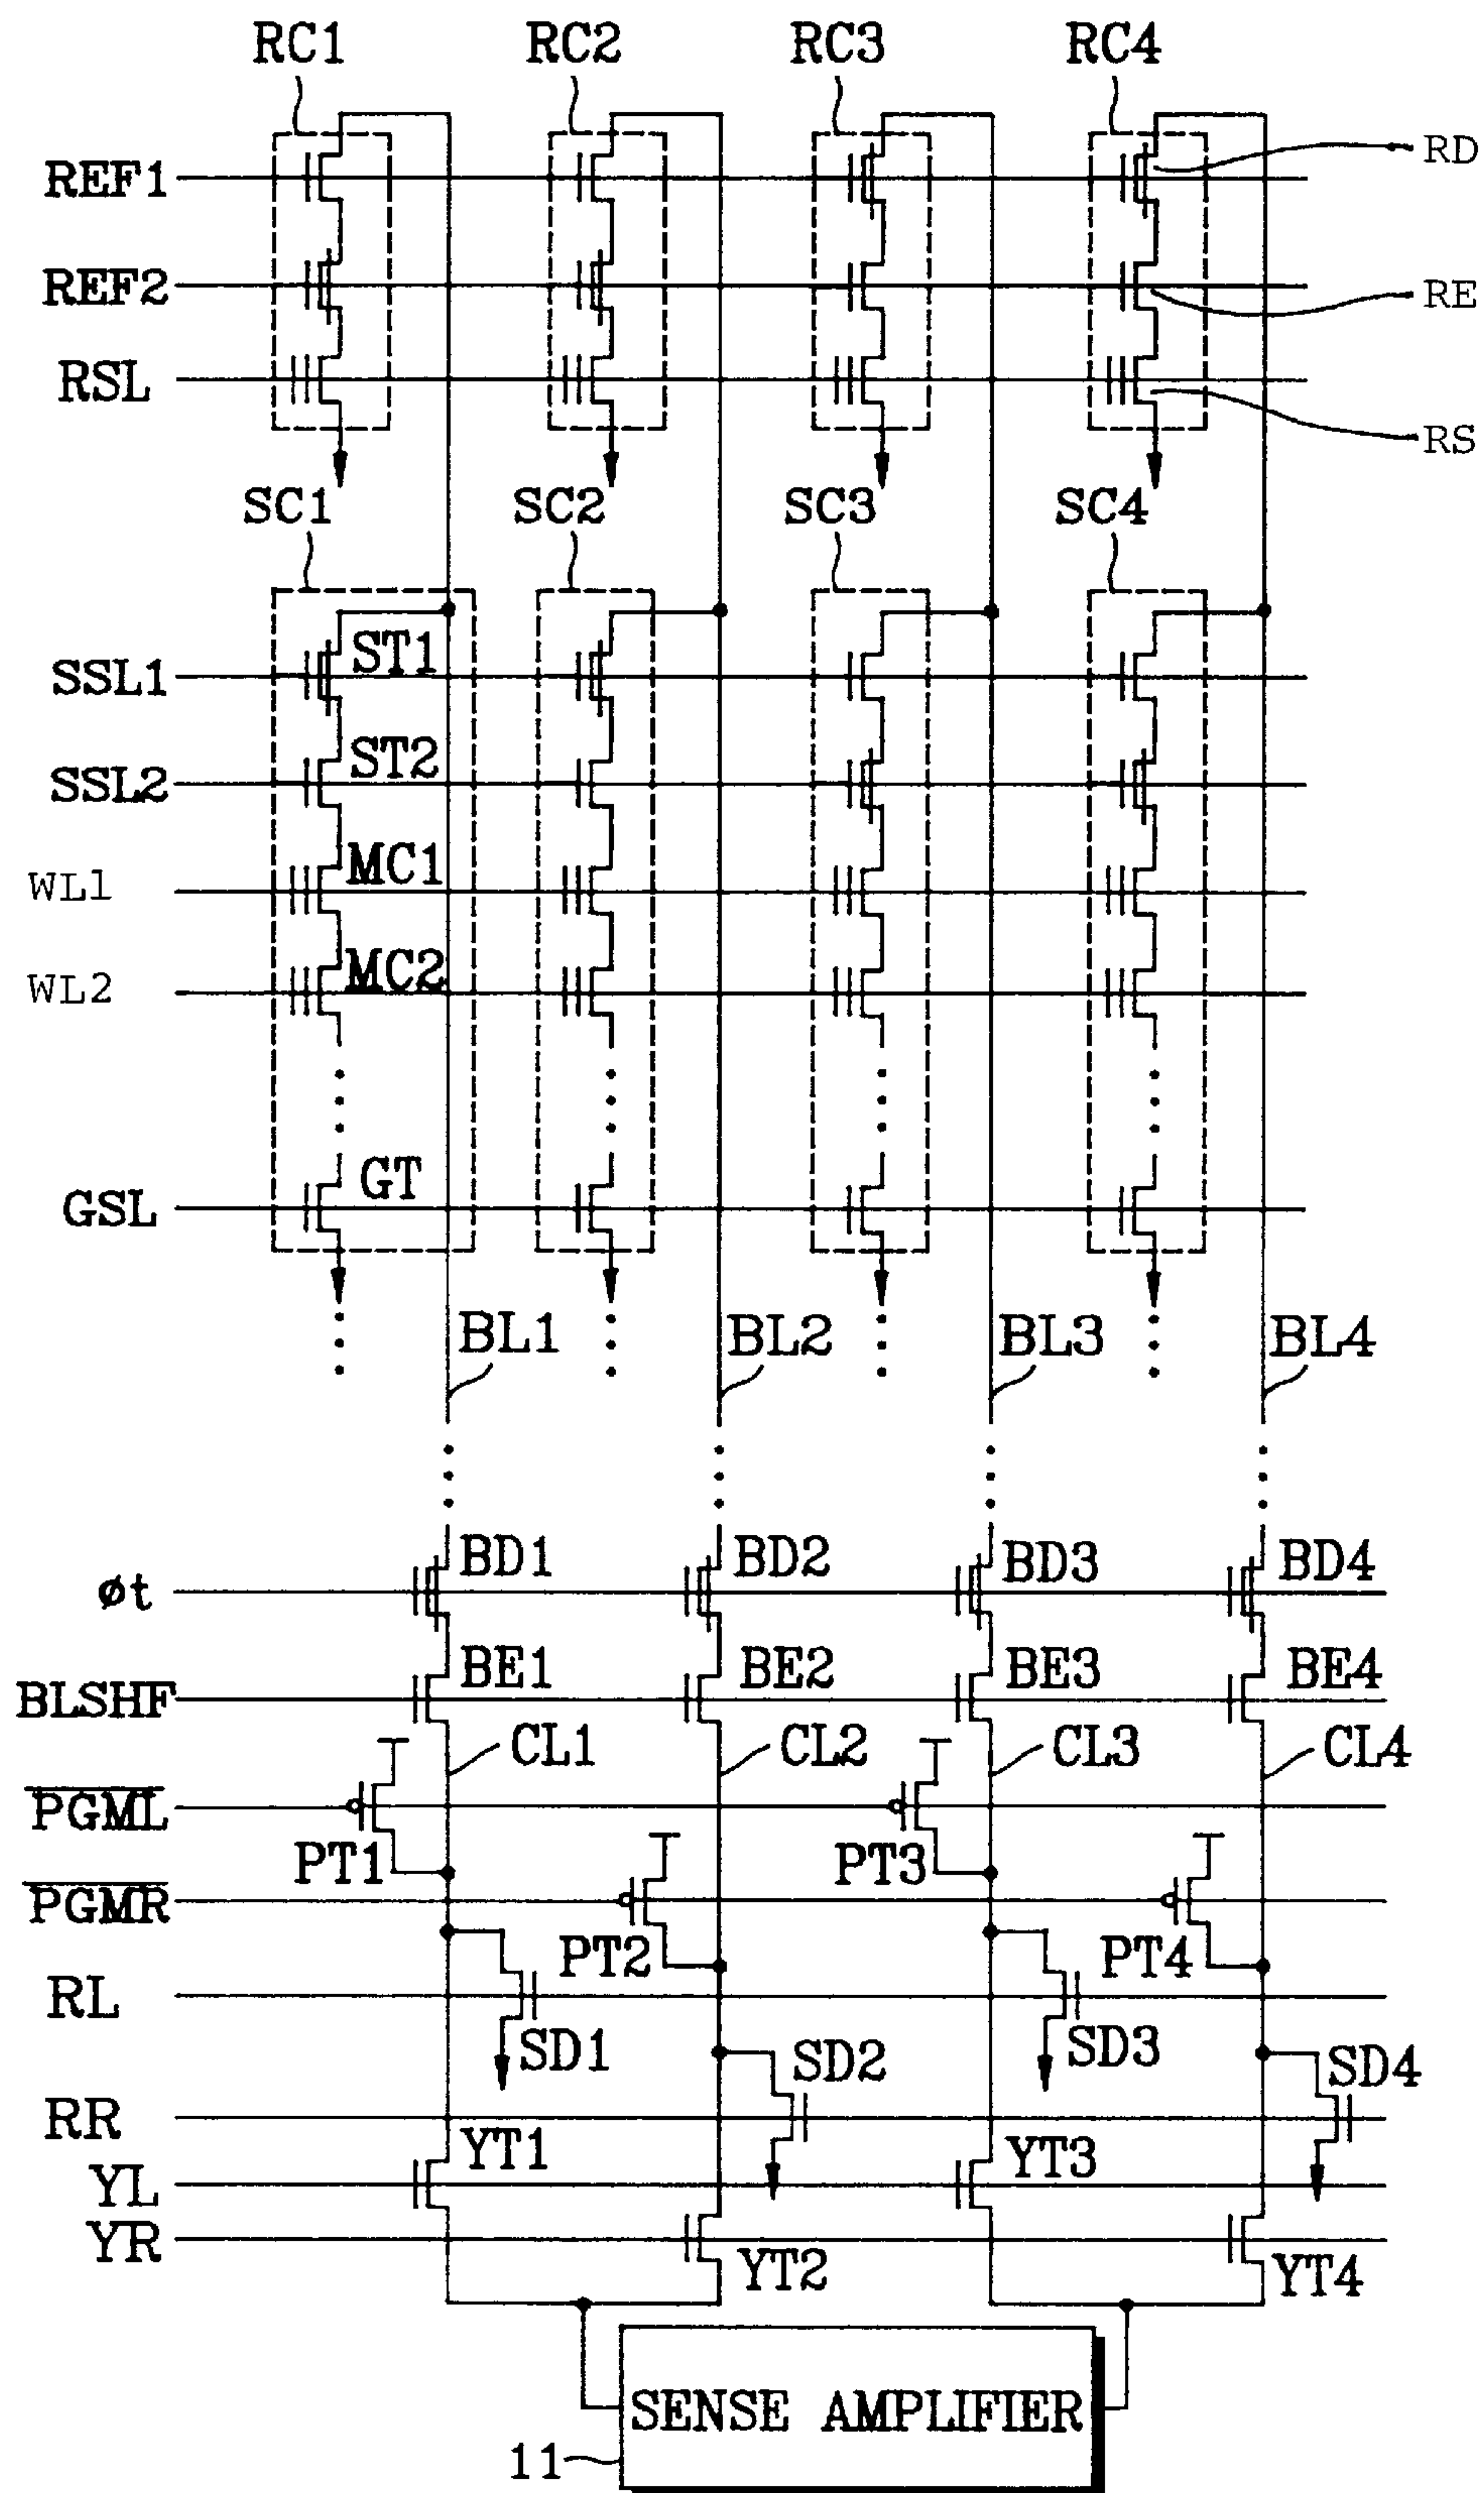 RC1 RC2 RC3 RC4
REF1 RD
REF2 RE
RSL RS
SC1 SC2 SC3 SC4
SSL1 ST1
SSL2 ST2
WL1 MC1
WL2 MC2
GSL GT
BL1 BL2 BL3 BL4
øt BD1 BD2 BD3 BD4
BLSHF BE1 BE2 BE3 BE4
CL1 CL2 CL3 CL4
PGML
PT1 PT3
PGMR
PT2 PT4
RL
SD1 SD3
SD2 SD4
RR
YT1 YT3
YL
YR
YT2 YT4
SENSE AMPLIFIER
11